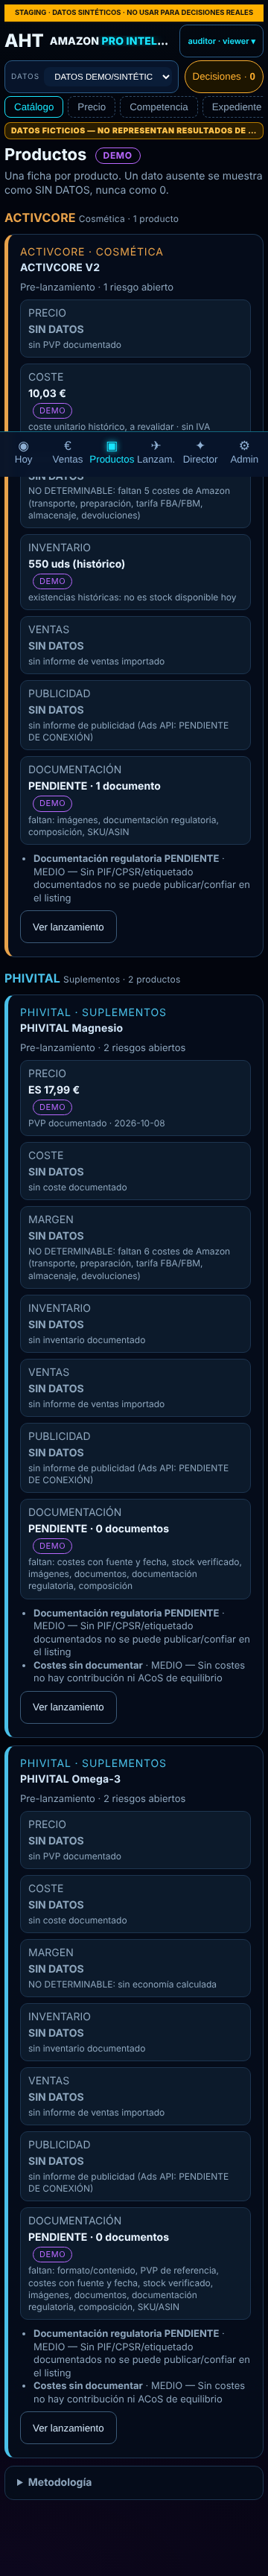 STAGING · DATOS SINTÉTICOS · NO USAR PARA DECISIONES REALES
AHT AMAZON PRO INTEL... auditor · viewer ▾
DATOS DATOS DEMO/SINTÉTIC Decisiones · 0
Catálogo Precio Competencia Expediente
DATOS FICTICIOS — NO REPRESENTAN RESULTADOS DE ...
Productos DEMO
Una ficha por producto. Un dato ausente se muestra
como SIN DATOS, nunca como 0.
ACTIVCORE Cosmética · 1 producto
ACTIVCORE · COSMÉTICA
ACTIVCORE V2
Pre-lanzamiento · 1 riesgo abierto
PRECIO
SIN DATOS
sin PVP documentado
COSTE
10,03 €
DEMO
coste unitario histórico, a revalidar · sin IVA
◉ € ▣ ✈ ✦ ⚙
Hoy Ventas Productos Lanzam. Director Admin
SIN DATOS
NO DETERMINABLE: faltan 5 costes de Amazon
(transporte, preparación, tarifa FBA/FBM,
almacenaje, devoluciones)
INVENTARIO
550 uds (histórico)
DEMO
existencias históricas: no es stock disponible hoy
VENTAS
SIN DATOS
sin informe de ventas importado
PUBLICIDAD
SIN DATOS
sin informe de publicidad (Ads API: PENDIENTE
DE CONEXIÓN)
DOCUMENTACIÓN
PENDIENTE · 1 documento
DEMO
faltan: imágenes, documentación regulatoria,
composición, SKU/ASIN
• Documentación regulatoria PENDIENTE ·
MEDIO — Sin PIF/CPSR/etiquetado
documentados no se puede publicar/confiar en
el listing
Ver lanzamiento
PHIVITAL Suplementos · 2 productos
PHIVITAL · SUPLEMENTOS
PHIVITAL Magnesio
Pre-lanzamiento · 2 riesgos abiertos
PRECIO
ES 17,99 €
DEMO
PVP documentado · 2026-10-08
COSTE
SIN DATOS
sin coste documentado
MARGEN
SIN DATOS
NO DETERMINABLE: faltan 6 costes de Amazon
(transporte, preparación, tarifa FBA/FBM,
almacenaje, devoluciones)
INVENTARIO
SIN DATOS
sin inventario documentado
VENTAS
SIN DATOS
sin informe de ventas importado
PUBLICIDAD
SIN DATOS
sin informe de publicidad (Ads API: PENDIENTE
DE CONEXIÓN)
DOCUMENTACIÓN
PENDIENTE · 0 documentos
DEMO
faltan: costes con fuente y fecha, stock verificado,
imágenes, documentos, documentación
regulatoria, composición
• Documentación regulatoria PENDIENTE ·
MEDIO — Sin PIF/CPSR/etiquetado
documentados no se puede publicar/confiar en
el listing
• Costes sin documentar · MEDIO — Sin costes
no hay contribución ni ACoS de equilibrio
Ver lanzamiento
PHIVITAL · SUPLEMENTOS
PHIVITAL Omega-3
Pre-lanzamiento · 2 riesgos abiertos
PRECIO
SIN DATOS
sin PVP documentado
COSTE
SIN DATOS
sin coste documentado
MARGEN
SIN DATOS
NO DETERMINABLE: sin economía calculada
INVENTARIO
SIN DATOS
sin inventario documentado
VENTAS
SIN DATOS
sin informe de ventas importado
PUBLICIDAD
SIN DATOS
sin informe de publicidad (Ads API: PENDIENTE
DE CONEXIÓN)
DOCUMENTACIÓN
PENDIENTE · 0 documentos
DEMO
faltan: formato/contenido, PVP de referencia,
costes con fuente y fecha, stock verificado,
imágenes, documentos, documentación
regulatoria, composición, SKU/ASIN
• Documentación regulatoria PENDIENTE ·
MEDIO — Sin PIF/CPSR/etiquetado
documentados no se puede publicar/confiar en
el listing
• Costes sin documentar · MEDIO — Sin costes
no hay contribución ni ACoS de equilibrio
Ver lanzamiento
▶ Metodología